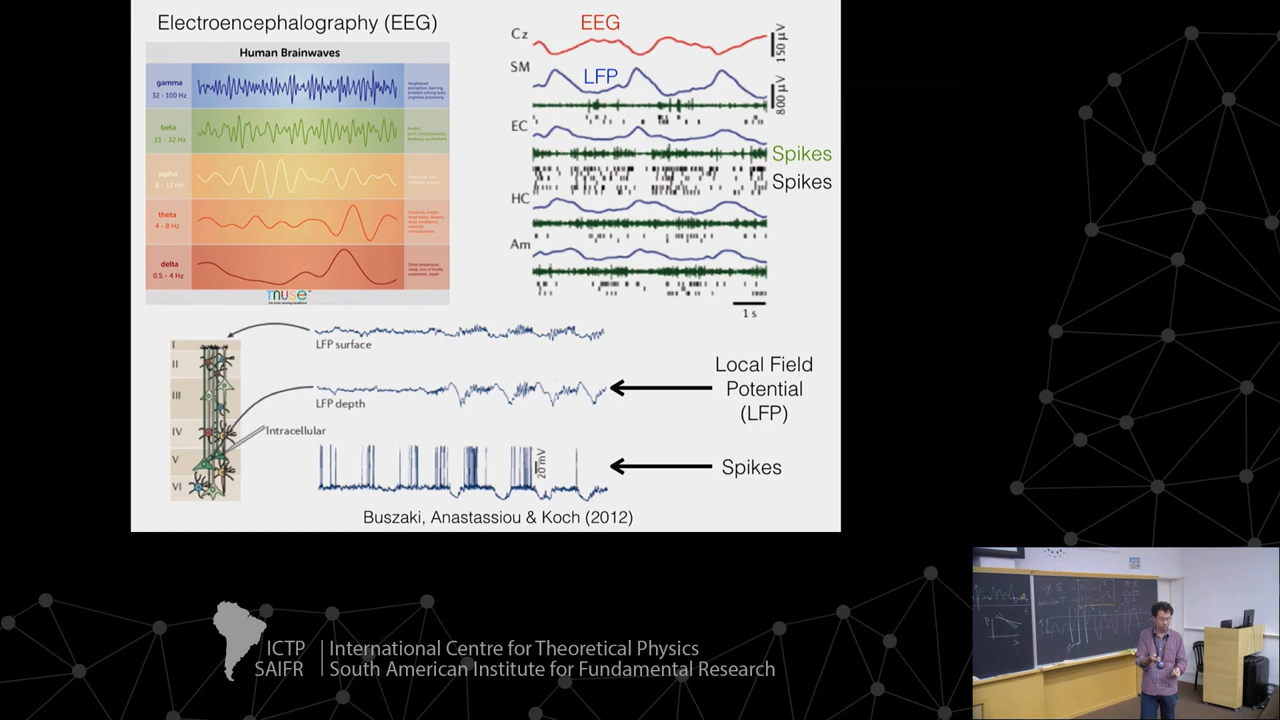 Electroencephalography (EEG)
Human Brainwaves
gamma
32 - 100 Hz
beta
13 - 32 Hz
alpha
8 - 13 Hz
theta
4 - 8 Hz
delta
0.5 - 4 Hz
muse™
EEG
Cz
150 µV
SM
LFP
800 µV
EC
Spikes
Spikes
HC
Am
1 s
I
II
III
IV
V
VI
LFP surface
LFP depth
Intracellular
20 mV
Local Field
Potential
(LFP)
Spikes
Buszaki, Anastassiou & Koch (2012)
ICTP
SAIFR
International Centre for Theoretical Physics
South American Institute for Fundamental Research